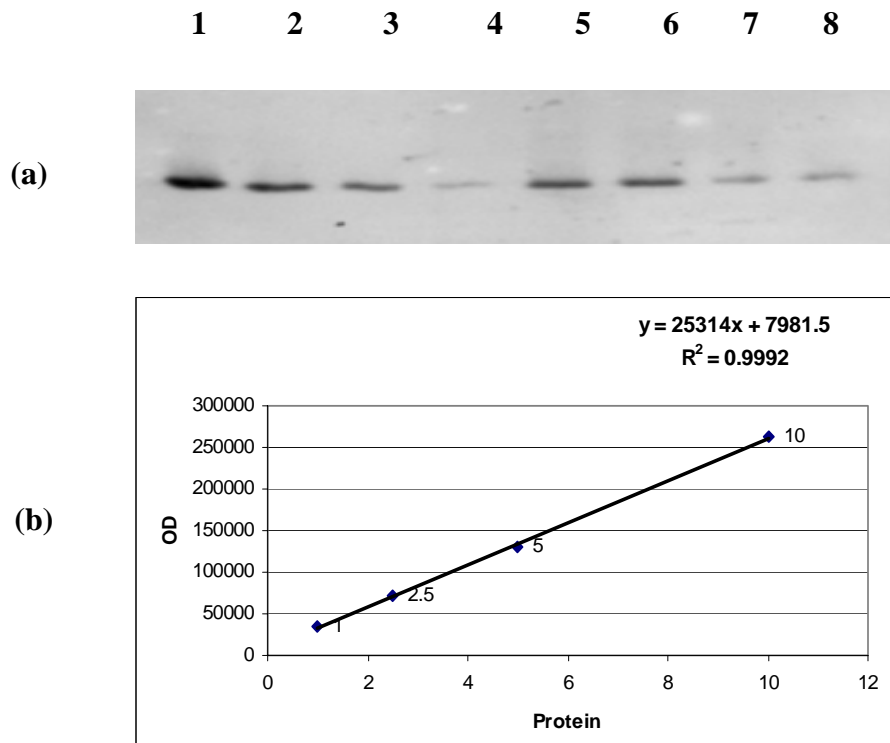 1 2 3 4 5 6 7 8
(a)
(b)
y = 25314x + 7981.5
R² = 0.9992
300000
250000
200000
150000
100000
50000
0
OD
1
2.5
5
10
0 2 4 6 8 10 12
Protein